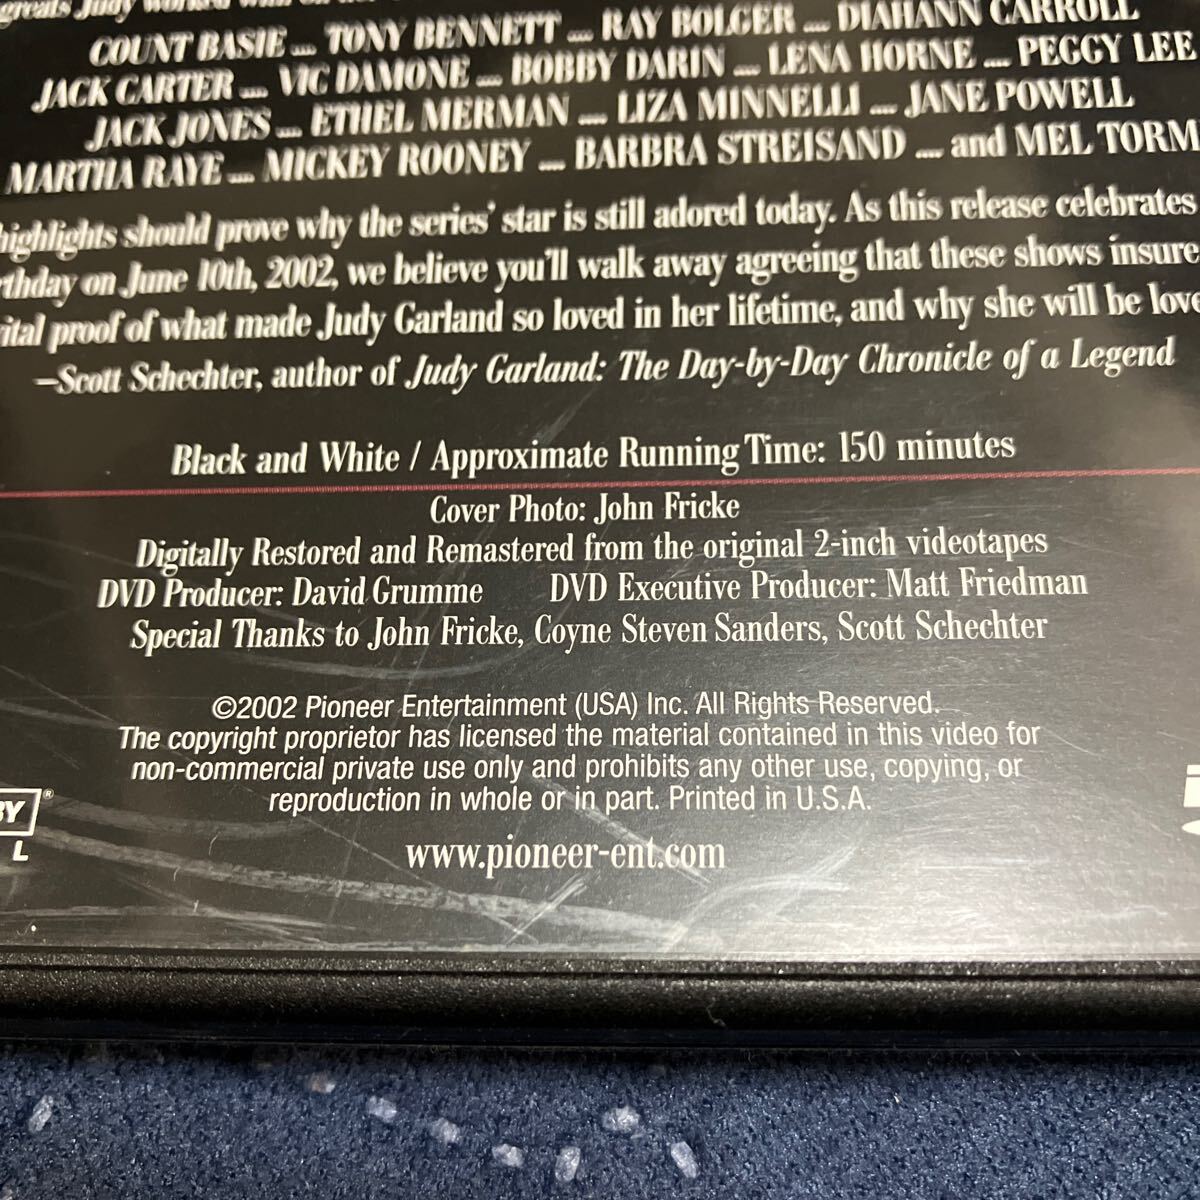 greats Judy worked
COUNT BASIE .... TONY BENNETT .... RAY BOLGER .... DIAHANN CARROLL
JACK CARTER .... VIC DAMONE .... BOBBY DARIN .... LENA HORNE .... PEGGY LEE
JACK JONES .... ETHEL MERMAN .... LIZA MINNELLI .... JANE POWELL
MARTHA RAYE .... MICKEY ROONEY .... BARBRA STREISAND .... and MEL TORM
highlights should prove why the series' star is still adored today. As this release celebrates
rthday on June 10th, 2002, we believe you'll walk away agreeing that these shows insure
ital proof of what made Judy Garland so loved in her lifetime, and why she will be love
–Scott Schechter, author of Judy Garland: The Day-by-Day Chronicle of a Legend
Black and White / Approximate Running Time: 150 minutes
Cover Photo: John Fricke
Digitally Restored and Remastered from the original 2-inch videotapes
DVD Producer: David Grumme DVD Executive Producer: Matt Friedman
Special Thanks to John Fricke, Coyne Steven Sanders, Scott Schechter
©2002 Pioneer Entertainment (USA) Inc. All Rights Reserved.
The copyright proprietor has licensed the material contained in this video for
non-commercial private use only and prohibits any other use, copying, or
reproduction in whole or in part. Printed in U.S.A.
BY®
L
www.pioneer-ent.com